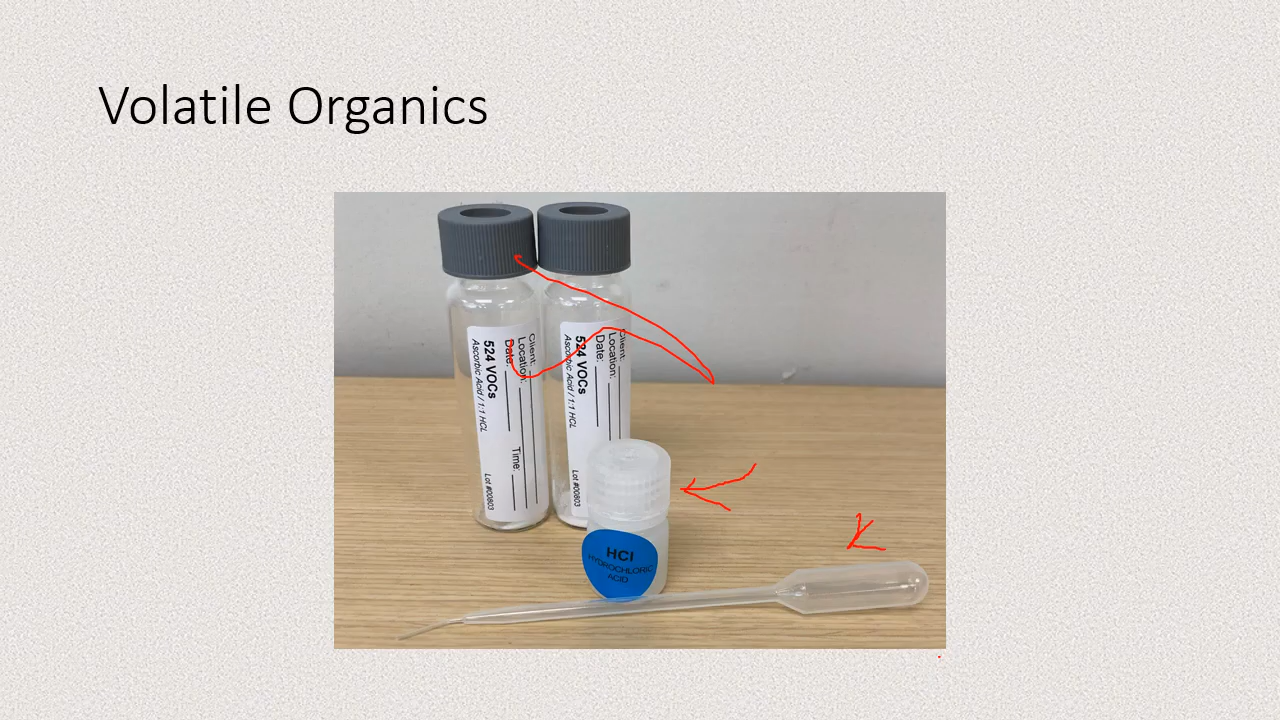 Volatile Organics
Client: 
Location: 
Date: Time: 
524 VOCs
Ascorbic Acid / 1:1 HCL
Lot #00803
Client:
Location:
Date:
524 VOCs
Ascorbic Acid / 1:1 HCL
Lot #00803
HCl
HYDROCHLORIC
ACID